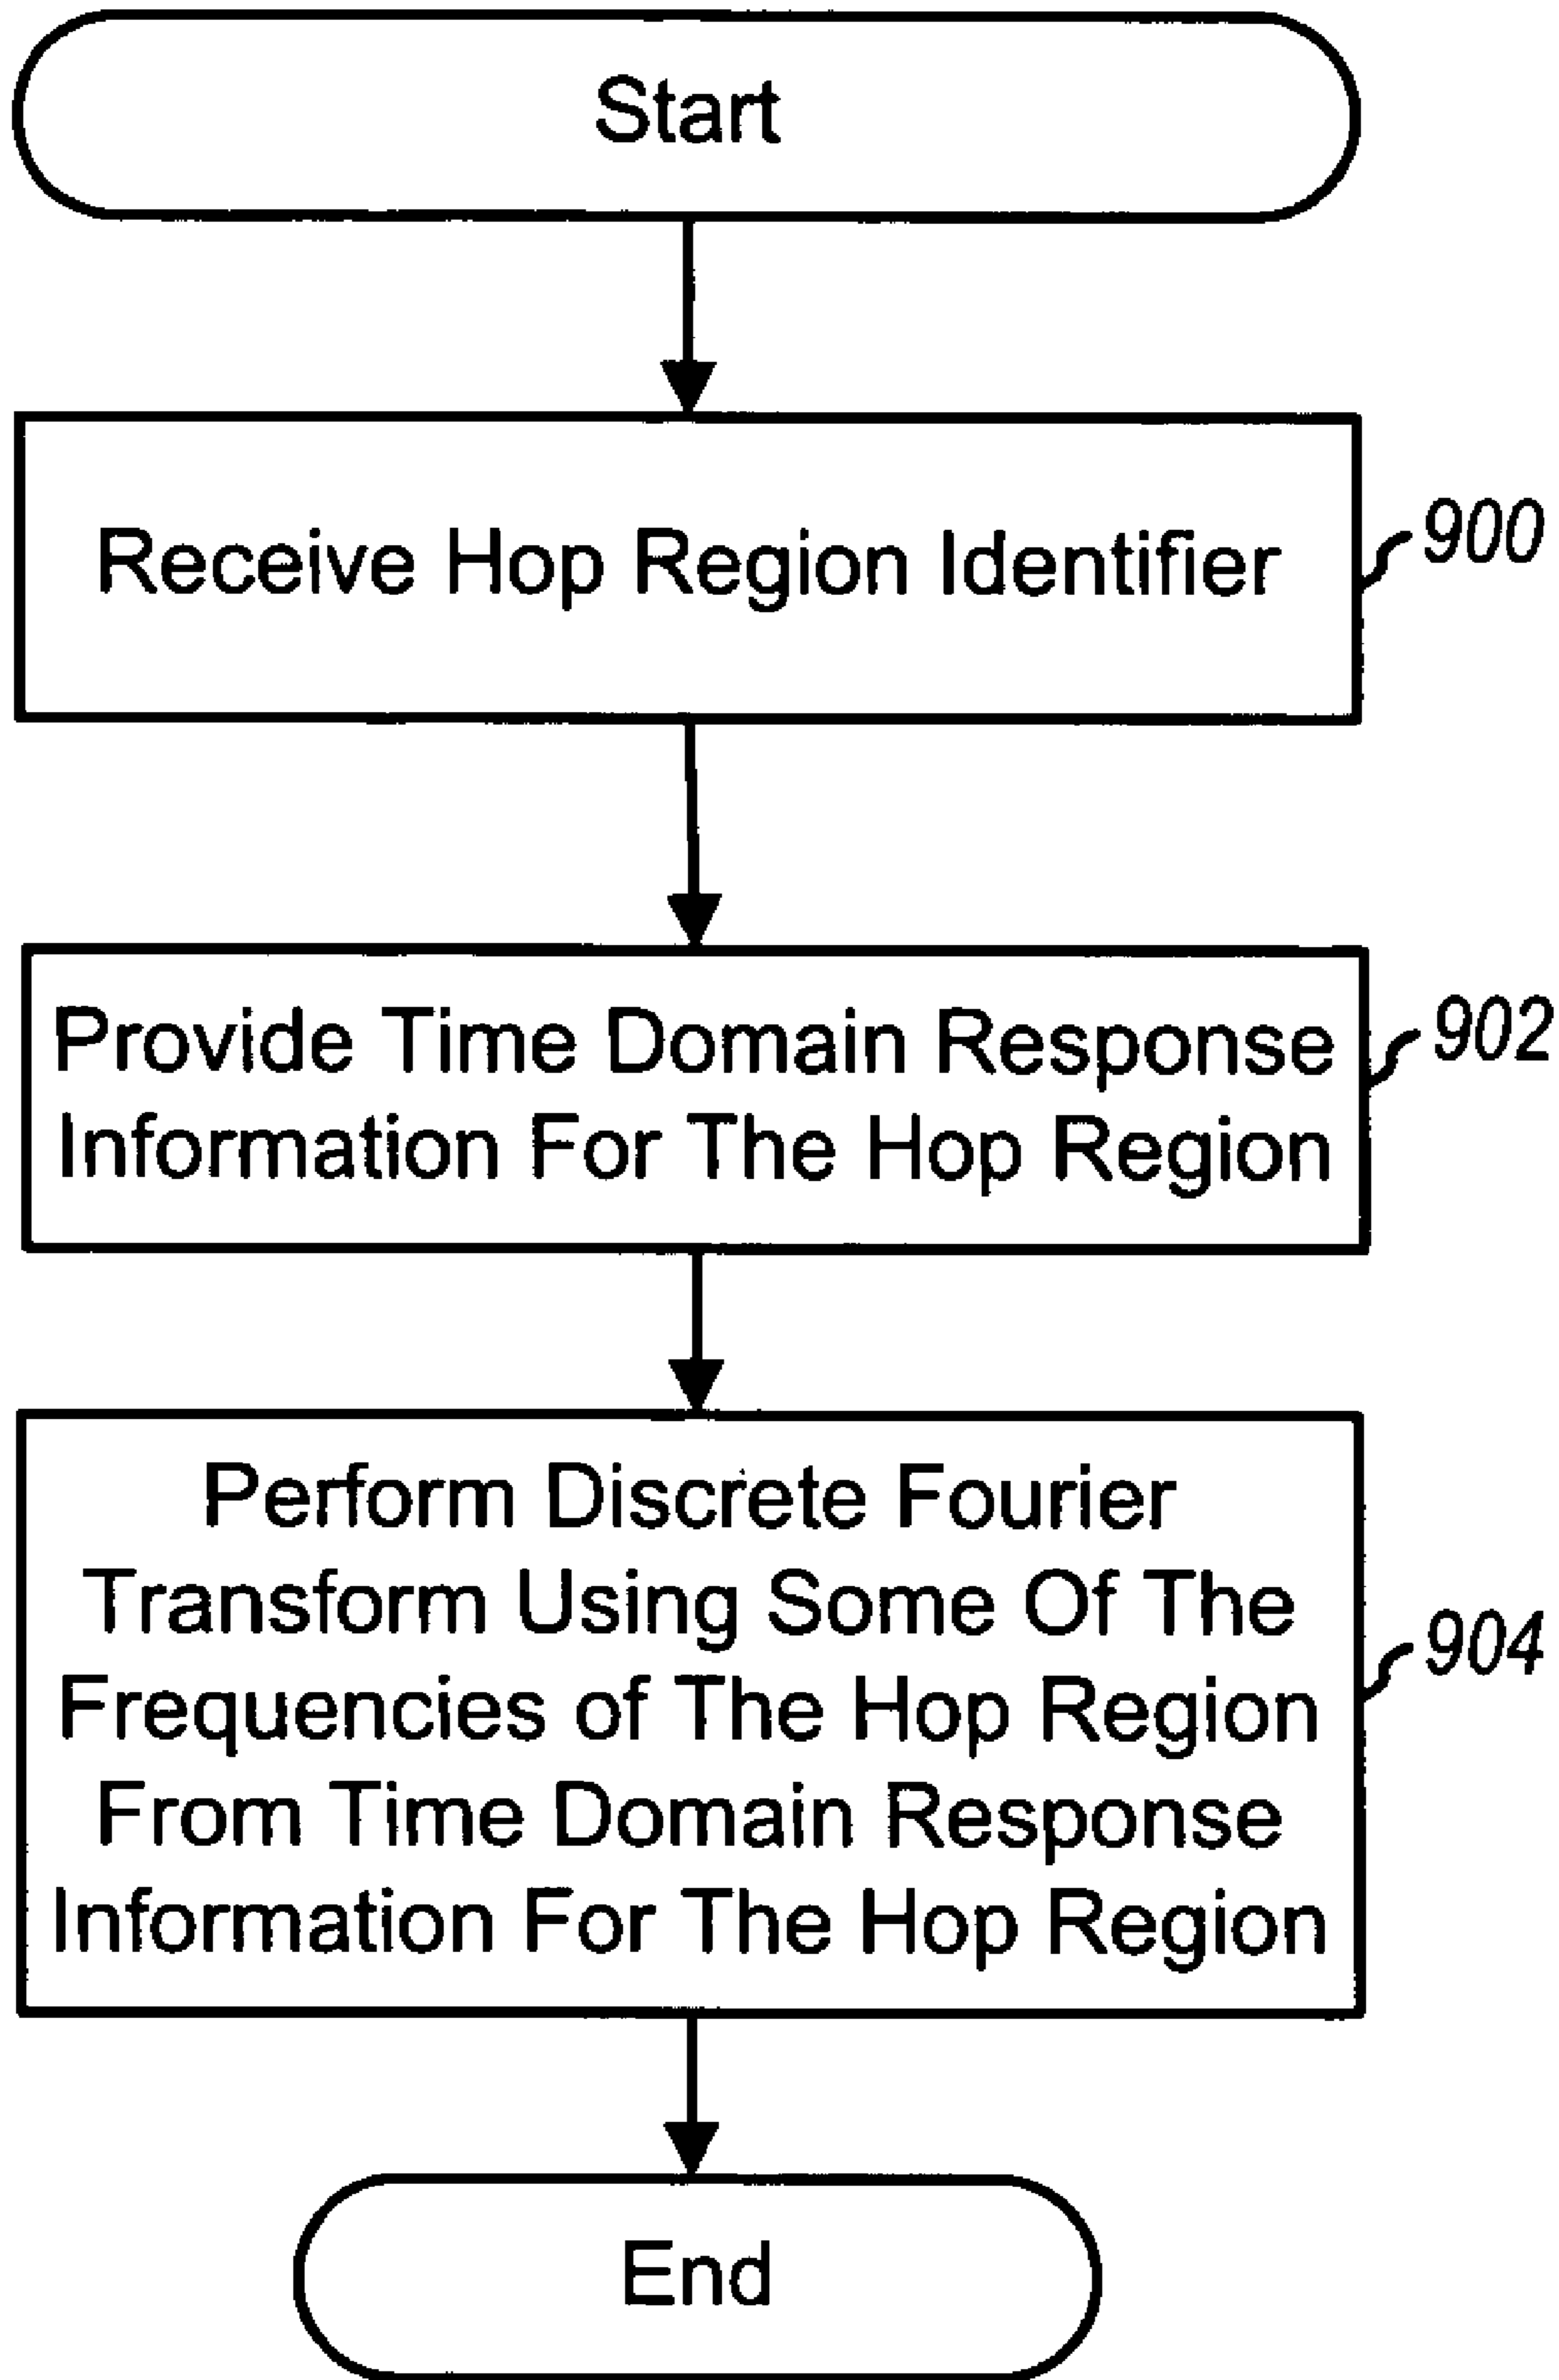 Start
Receive Hop Region Identifier
900
Provide Time Domain Response
Information For The Hop Region
902
Perform Discrete Fourier
Transform Using Some Of The
Frequencies of The Hop Region
From Time Domain Response
Information For The Hop Region
904
End